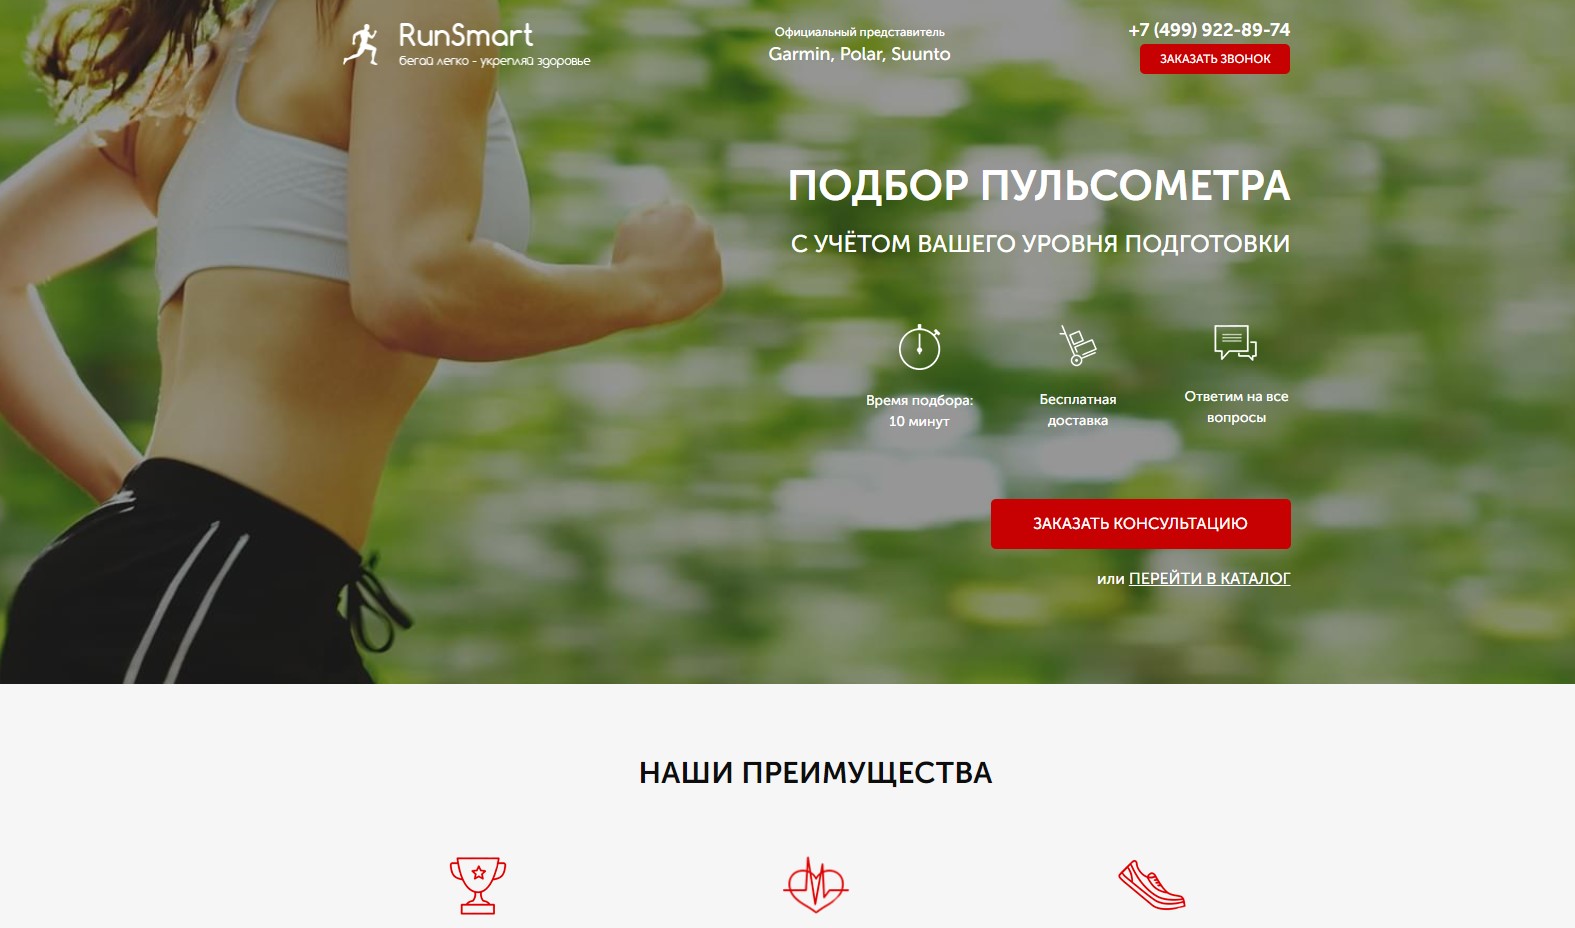 RunSmart
бегай легко - укрепляй здоровье
Официальный представитель
Garmin, Polar, Suunto
+7 (499) 922-89-74
ЗАКАЗАТЬ ЗВОНОК
ПОДБОР ПУЛЬСОМЕТРА
С УЧЁТОМ ВАШЕГО УРОВНЯ ПОДГОТОВКИ
Время подбора:
10 минут
Бесплатная
доставка
Ответим на все
вопросы
ЗАКАЗАТЬ КОНСУЛЬТАЦИЮ
или ПЕРЕЙТИ В КАТАЛОГ
НАШИ ПРЕИМУЩЕСТВА